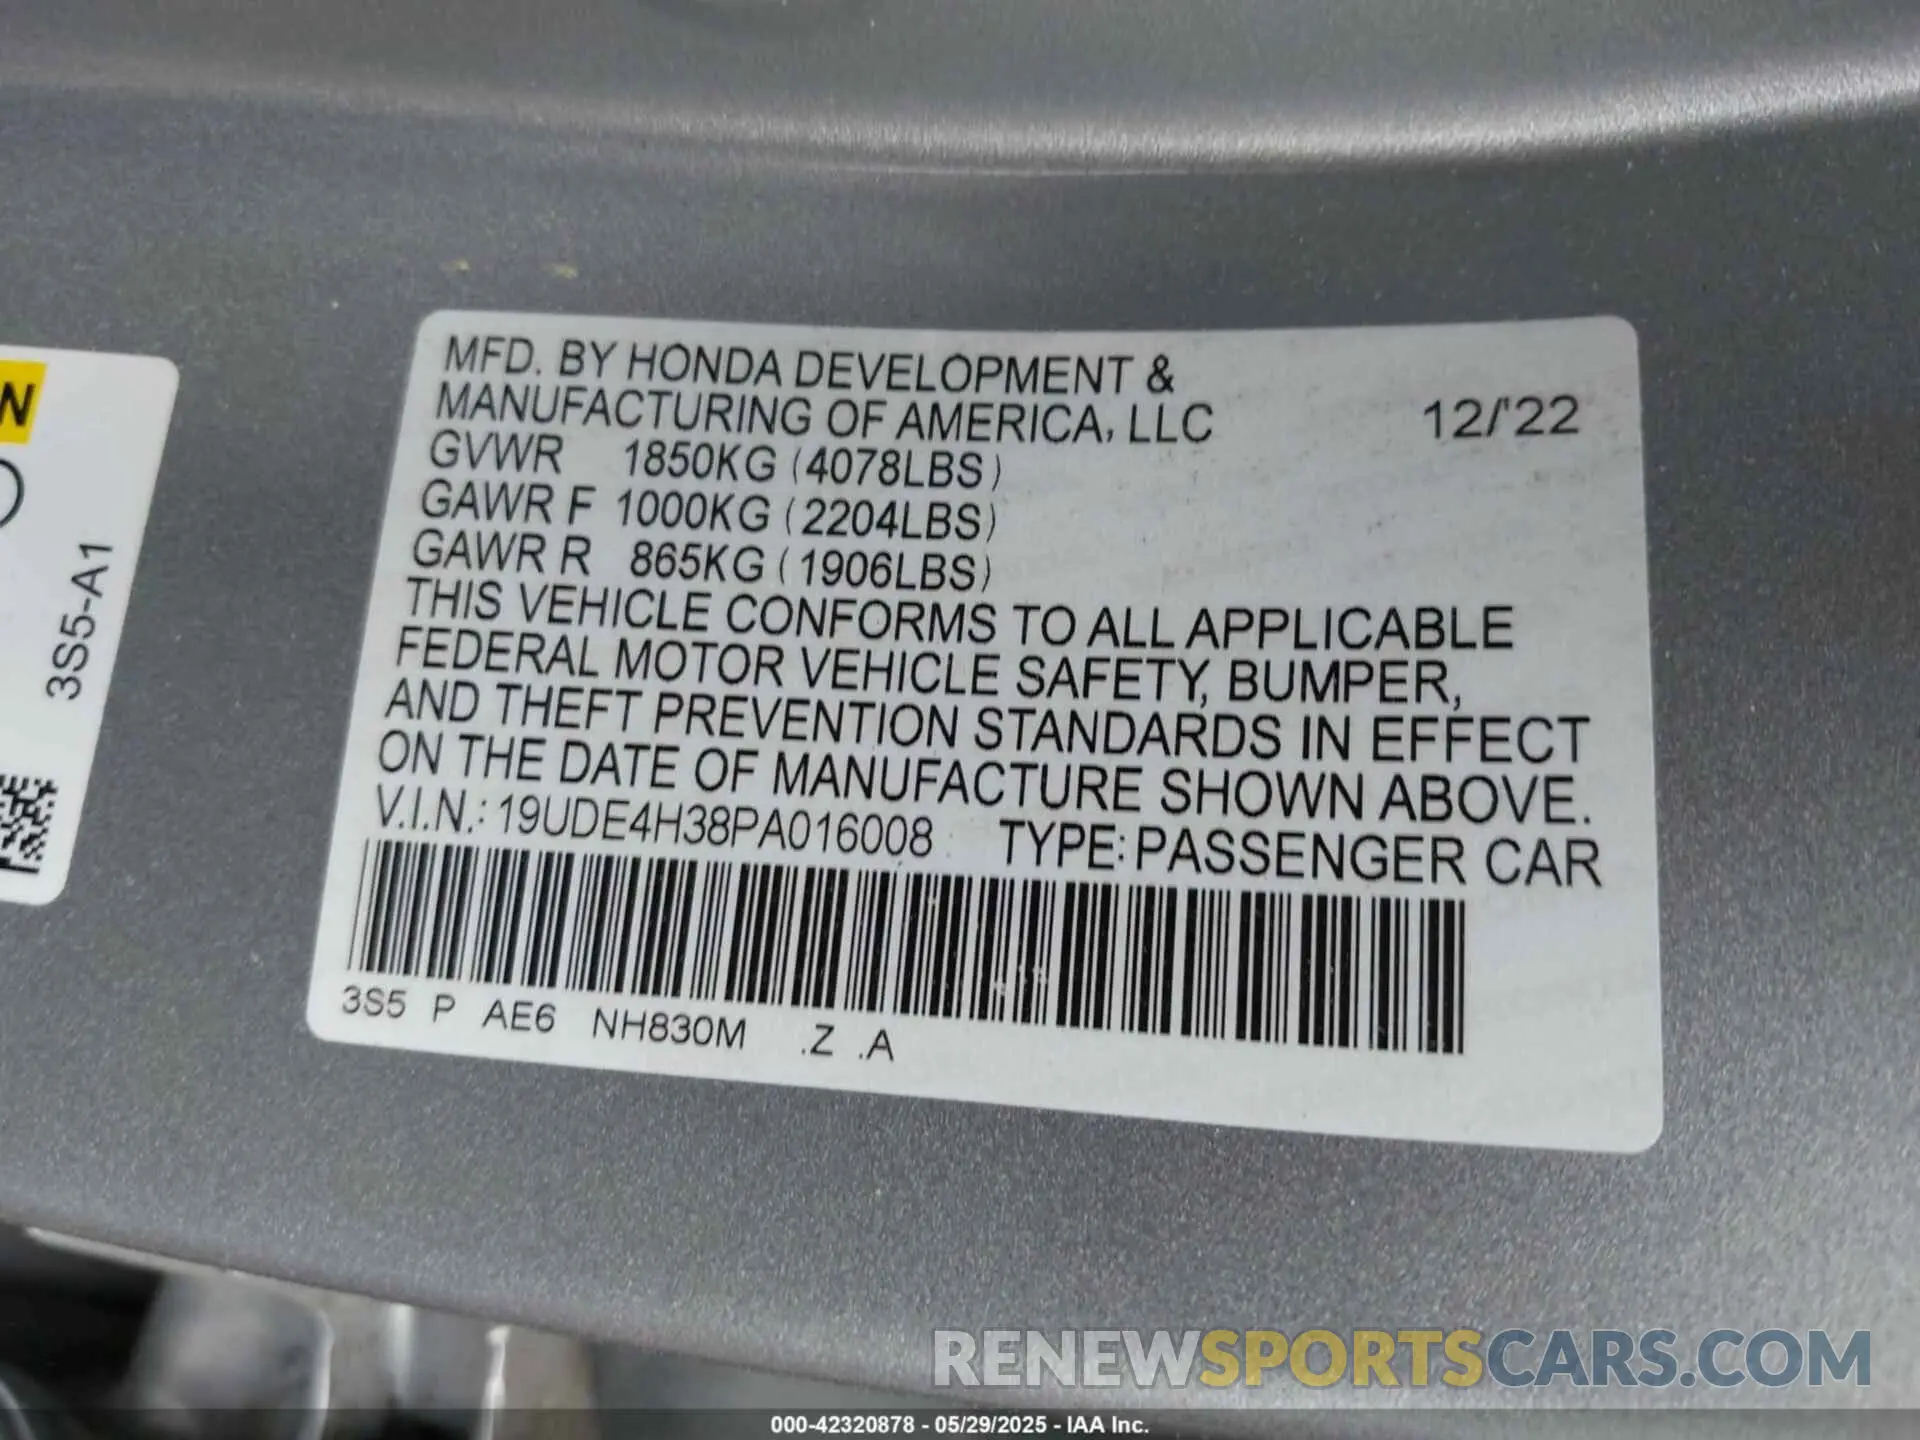 MFD. BY HONDA DEVELOPMENT &
MANUFACTURING OF AMERICA, LLC 12/'22
GVWR 1850KG (4078LBS)
GAWR F 1000KG (2204LBS)
GAWR R 865KG (1906LBS)
THIS VEHICLE CONFORMS TO ALL APPLICABLE
FEDERAL MOTOR VEHICLE SAFETY, BUMPER,
AND THEFT PREVENTION STANDARDS IN EFFECT
ON THE DATE OF MANUFACTURE SHOWN ABOVE.
V.I.N.: 19UDE4H38PA016008 TYPE: PASSENGER CAR
3S5 P AE6 NH830M .Z .A
3S5-A1
RENEWSPORTSCARS.COM
000-42320878 - 05/29/2025 - IAA Inc.